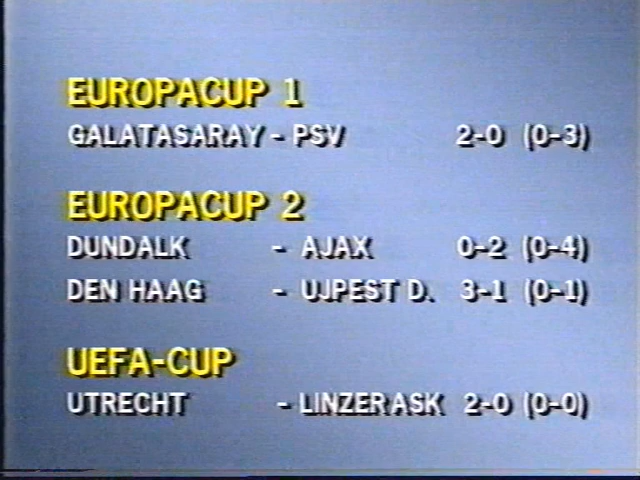 EUROPACUP 1
GALATASARAY - PSV 2-0 (0-3)
EUROPACUP 2
DUNDALK - AJAX 0-2 (0-4)
DEN HAAG - UJPEST D. 3-1 (0-1)
UEFA-CUP
UTRECHT - LINZER ASK 2-0 (0-0)